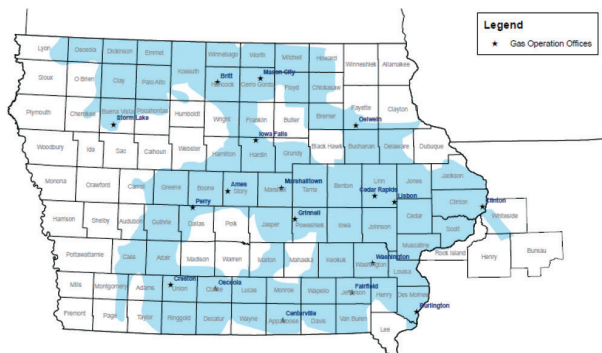 Legend
★ Gas Operation Offices
Lyon Osceola Dickinson Emmet Winnebago Worth Mitchell Howard Winneshiek Allamakee
Kossuth
Sioux O Brien Clay Palo Alto Britt Hancock Mason City Cerro Gordo Floyd Chickasaw
Plymouth Cherokee Buena Vista Pocahontas Humboldt Wright Franklin Butler Bremer Fayette Clayton
Storm Lake Oelwein
Iowa Falls
Woodbury Ida Sac Calhoun Webster Hamilton Hardin Grundy Black Hawk Buchanan Delaware Dubuque
Monona Crawford Carroll Greene Boone Ames Story Marshalltown Marshall Tama Benton Linn Cedar Rapids Jones Jackson
Lisbon Clinton Clinton
Harrison Shelby Audubon Guthrie Perry Dallas Polk Jasper Grinnell Poweshiek Iowa Johnson Cedar Scott Whiteside
Pottawattamie Cass Adair Madison Warren Marion Mahaska Keokuk Washington Washington Muscatine Louisa Rock Island Henry Bureau
Mills Montgomery Adams Creston Union Osceola Clarke Lucas Monroe Wapello Fairfield Jefferson Henry Des Moines
Burlington
Fremont Page Taylor Ringgold Decatur Wayne Centerville Appanoose Davis Van Buren Lee